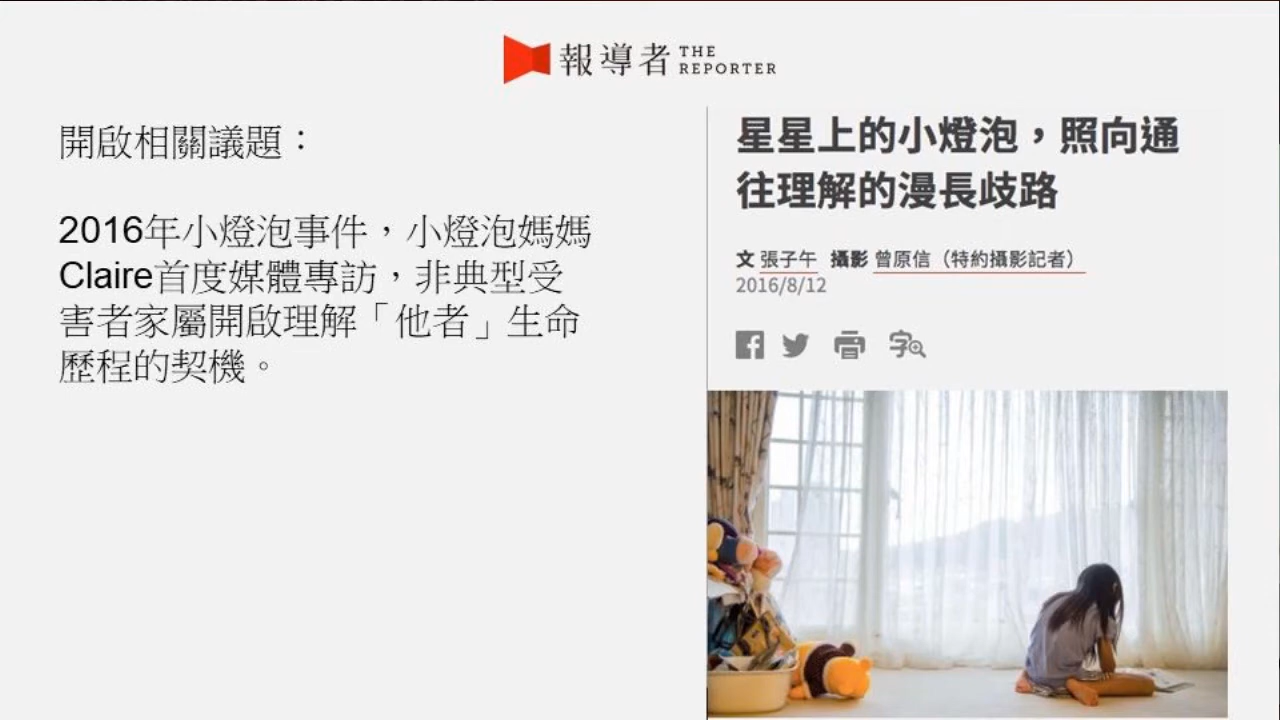 報導者 THE REPORTER
開啟相關議題：
2016年小燈泡事件，小燈泡媽媽
Claire首度媒體專訪，非典型受
害者家屬開啟理解「他者」生命
歷程的契機。
星星上的小燈泡，照向通
往理解的漫長歧路
文 張子午 攝影 曾原信（特約攝影記者）
2016/8/12
字